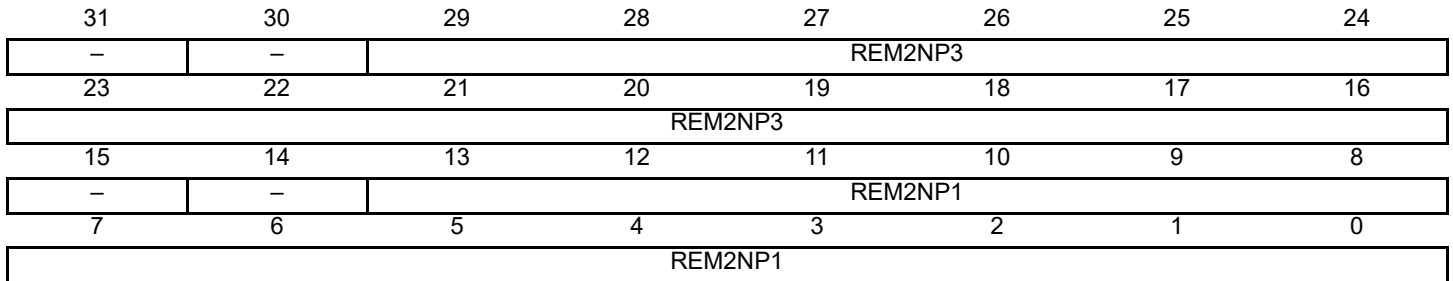 31 30 29 28 27 26 25 24
– – REM2NP3
23 22 21 20 19 18 17 16
REM2NP3
15 14 13 12 11 10 9 8
– – REM2NP1
7 6 5 4 3 2 1 0
REM2NP1